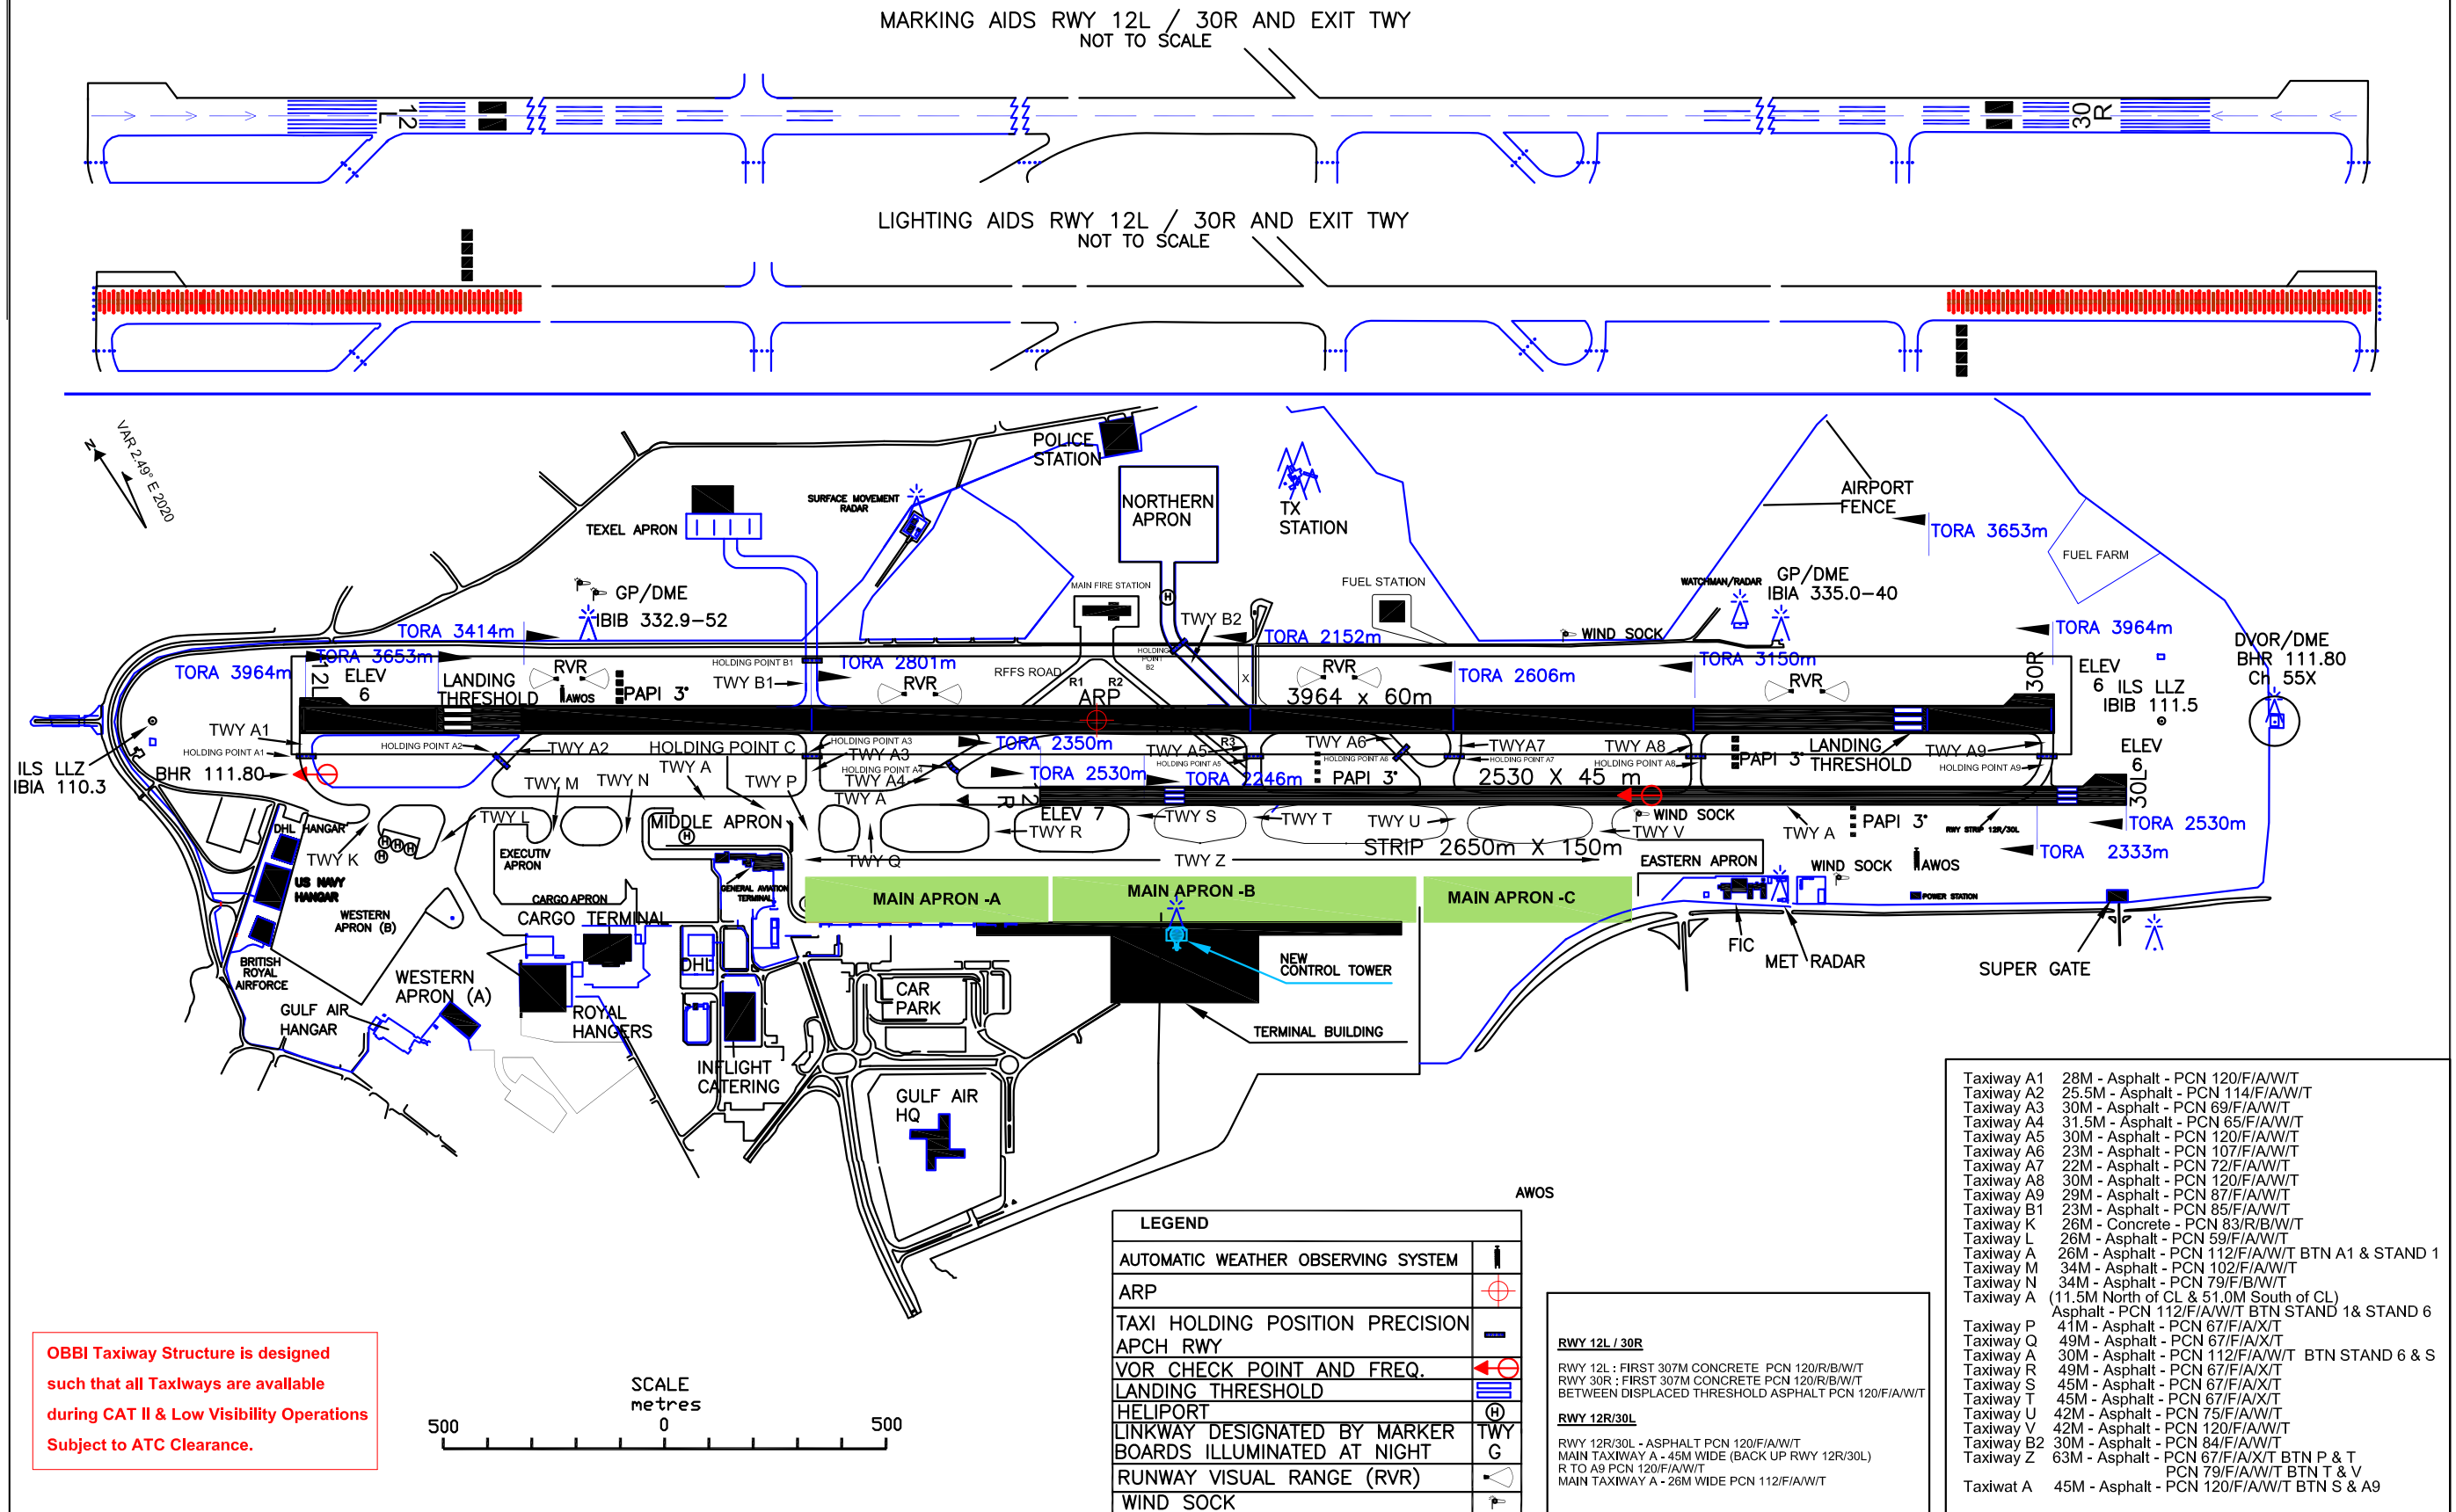 MARKING AIDS RWY 12L / 30R AND EXIT TWY
NOT TO SCALE
12
L
30
R
LIGHTING AIDS RWY 12L / 30R AND EXIT TWY
NOT TO SCALE
N
VAR 2.49° E 2020
POLICE
STATION
TEXEL APRON
SURFACE MOVEMENT
RADAR
NORTHERN
APRON
TX
STATION
AIRPORT
FENCE
TORA 3653m
FUEL FARM
GP/DME
IBIB 332.9-52
MAIN FIRE STATION
H
FUEL STATION
WATCHMAN/RADAR
GP/DME
IBIA 335.0-40
TORA 3414m
TWY B2
TORA 2152m
WIND SOCK
TORA 3964m
DVOR/DME
BHR 111.80
Ch 55X
TORA 3964m
TORA 3653m
12L
ELEV
6
LANDING
THRESHOLD
RVR
AWOS
PAPI 3°
HOLDING POINT B1
TWY B1
TORA 2801m
RVR
RFFS ROAD
R1
R2
ARP
HOLDING
POINT
B2
X
RVR
3964 x 60m
TORA 2606m
TORA 3150m
RVR
30R
ELEV
6
ILS LLZ
IBIB 111.5
TWY A1
HOLDING POINT A1
HOLDING POINT A2
TWY A2
HOLDING POINT C
HOLDING POINT A3
TWY A3
HOLDING POINT A4
TWY A4
TORA 2350m
TWY A5
R3
HOLDING POINT A5
TWY A6
HOLDING POINT A6
TWYA7
HOLDING POINT A7
TWY A8
HOLDING POINT A8
PAPI 3°
LANDING
THRESHOLD
TWY A9
HOLDING POINT A9
ELEV
6
ILS LLZ
IBIA 110.3
BHR 111.80
TWY M
TWY N
TWY A
TWY P
TWY A
TORA 2530m
TORA 2246m
PAPI 3°
2530 X 45 m
30L
12
R
ELEV 7
TWY L
DHL HANGAR
TWY K
H
H
H
H
EXECUTIV
APRON
MIDDLE APRON
H
TWY Q
TWY R
TWY S
TWY T
TWY U
WIND SOCK
TWY V
TWY A
PAPI 3°
RWY STRIP 12R/30L
TORA 2530m
TORA 2333m
TWY Z
STRIP 2650m X 150m
EASTERN APRON
WIND SOCK
AWOS
US NAVY
HANGAR
WESTERN
APRON (B)
CARGO APRON
CARGO TERMINAL
GENERAL AVIATION
TERMINAL
MAIN APRON -A
MAIN APRON -B
MAIN APRON -C
POWER STATION
BRITISH
ROYAL
AIRFORCE
WESTERN
APRON (A)
DHL
NEW
CONTROL TOWER
FIC
MET RADAR
SUPER GATE
GULF AIR
HANGAR
ROYAL
HANGERS
CAR
PARK
TERMINAL BUILDING
INFLIGHT
CATERING
GULF AIR
HQ
AWOS
Taxiway A1 28M - Asphalt - PCN 120/F/A/W/T
Taxiway A2 25.5M - Asphalt - PCN 114/F/A/W/T
Taxiway A3 30M - Asphalt - PCN 69/F/A/W/T
Taxiway A4 31.5M - Asphalt - PCN 65/F/A/W/T
Taxiway A5 30M - Asphalt - PCN 120/F/A/W/T
Taxiway A6 23M - Asphalt - PCN 107/F/A/W/T
Taxiway A7 22M - Asphalt - PCN 72/F/A/W/T
Taxiway A8 30M - Asphalt - PCN 120/F/A/W/T
Taxiway A9 29M - Asphalt - PCN 87/F/A/W/T
Taxiway B1 23M - Asphalt - PCN 85/F/A/W/T
Taxiway K 26M - Concrete - PCN 83/R/B/W/T
Taxiway L 26M - Asphalt - PCN 59/F/A/W/T
Taxiway A 26M - Asphalt - PCN 112/F/A/W/T BTN A1 & STAND 1
Taxiway M 34M - Asphalt - PCN 102/F/A/W/T
Taxiway N 34M - Asphalt - PCN 79/F/B/W/T
Taxiway A (11.5M North of CL & 51.0M South of CL)
Asphalt - PCN 112/F/A/W/T BTN STAND 1& STAND 6
Taxiway P 41M - Asphalt - PCN 67/F/A/X/T
Taxiway Q 49M - Asphalt - PCN 67/F/A/X/T
Taxiway A 30M - Asphalt - PCN 112/F/A/W/T BTN STAND 6 & S
Taxiway R 49M - Asphalt - PCN 67/F/A/X/T
Taxiway S 45M - Asphalt - PCN 67/F/A/X/T
Taxiway T 45M - Asphalt - PCN 67/F/A/X/T
Taxiway U 42M - Asphalt - PCN 75/F/A/W/T
Taxiway V 42M - Asphalt - PCN 120/F/A/W/T
Taxiway B2 30M - Asphalt - PCN 84/F/A/W/T
Taxiway Z 63M - Asphalt - PCN 67/F/A/X/T BTN P & T
PCN 79/F/A/W/T BTN T & V
Taxiwat A 45M - Asphalt - PCN 120/F/A/W/T BTN S & A9
LEGEND
AUTOMATIC WEATHER OBSERVING SYSTEM
ARP
TAXI HOLDING POSITION PRECISION
APCH RWY
VOR CHECK POINT AND FREQ.
LANDING THRESHOLD
HELIPORT H
LINKWAY DESIGNATED BY MARKER TWY
BOARDS ILLUMINATED AT NIGHT G
RUNWAY VISUAL RANGE (RVR)
WIND SOCK
RWY 12L / 30R
RWY 12L : FIRST 307M CONCRETE PCN 120/R/B/W/T
RWY 30R : FIRST 307M CONCRETE PCN 120/R/B/W/T
BETWEEN DISPLACED THRESHOLD ASPHALT PCN 120/F/A/W/T
RWY 12R/30L
RWY 12R/30L - ASPHALT PCN 120/F/A/W/T
MAIN TAXIWAY A - 45M WIDE (BACK UP RWY 12R/30L)
R TO A9 PCN 120/F/A/W/T
MAIN TAXIWAY A - 26M WIDE PCN 112/F/A/W/T
OBBI Taxiway Structure is designed
such that all Taxiways are available
during CAT II & Low Visibility Operations
Subject to ATC Clearance.
SCALE
metres
500 0 500